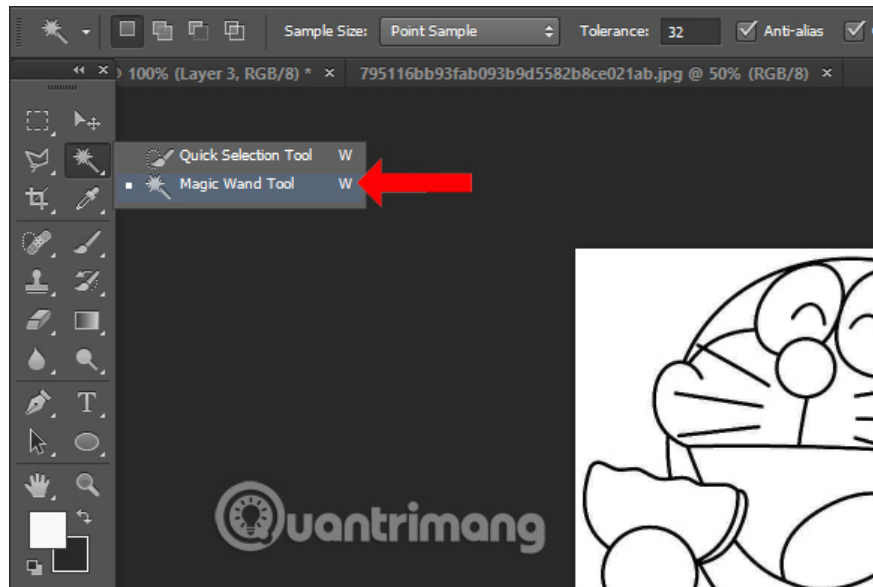 Sample Size: Point Sample Tolerance: 32 Anti-alias
100% (Layer 3, RGB/8) * × 795116bb93fab093b9d5582b8ce021ab.jpg @ 50% (RGB/8) ×
Quick Selection Tool W
Magic Wand Tool W
T
Quantrimang